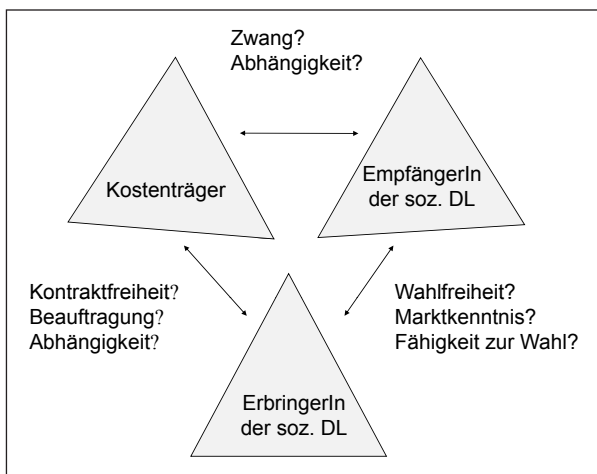 Zwang?
Abhängigkeit?
Kostenträger
EmpfängerIn
der soz. DL
Kontraktfreiheit?
Beauftragung?
Abhängigkeit?
Wahlfreiheit?
Marktkenntnis?
Fähigkeit zur Wahl?
ErbringerIn
der soz. DL